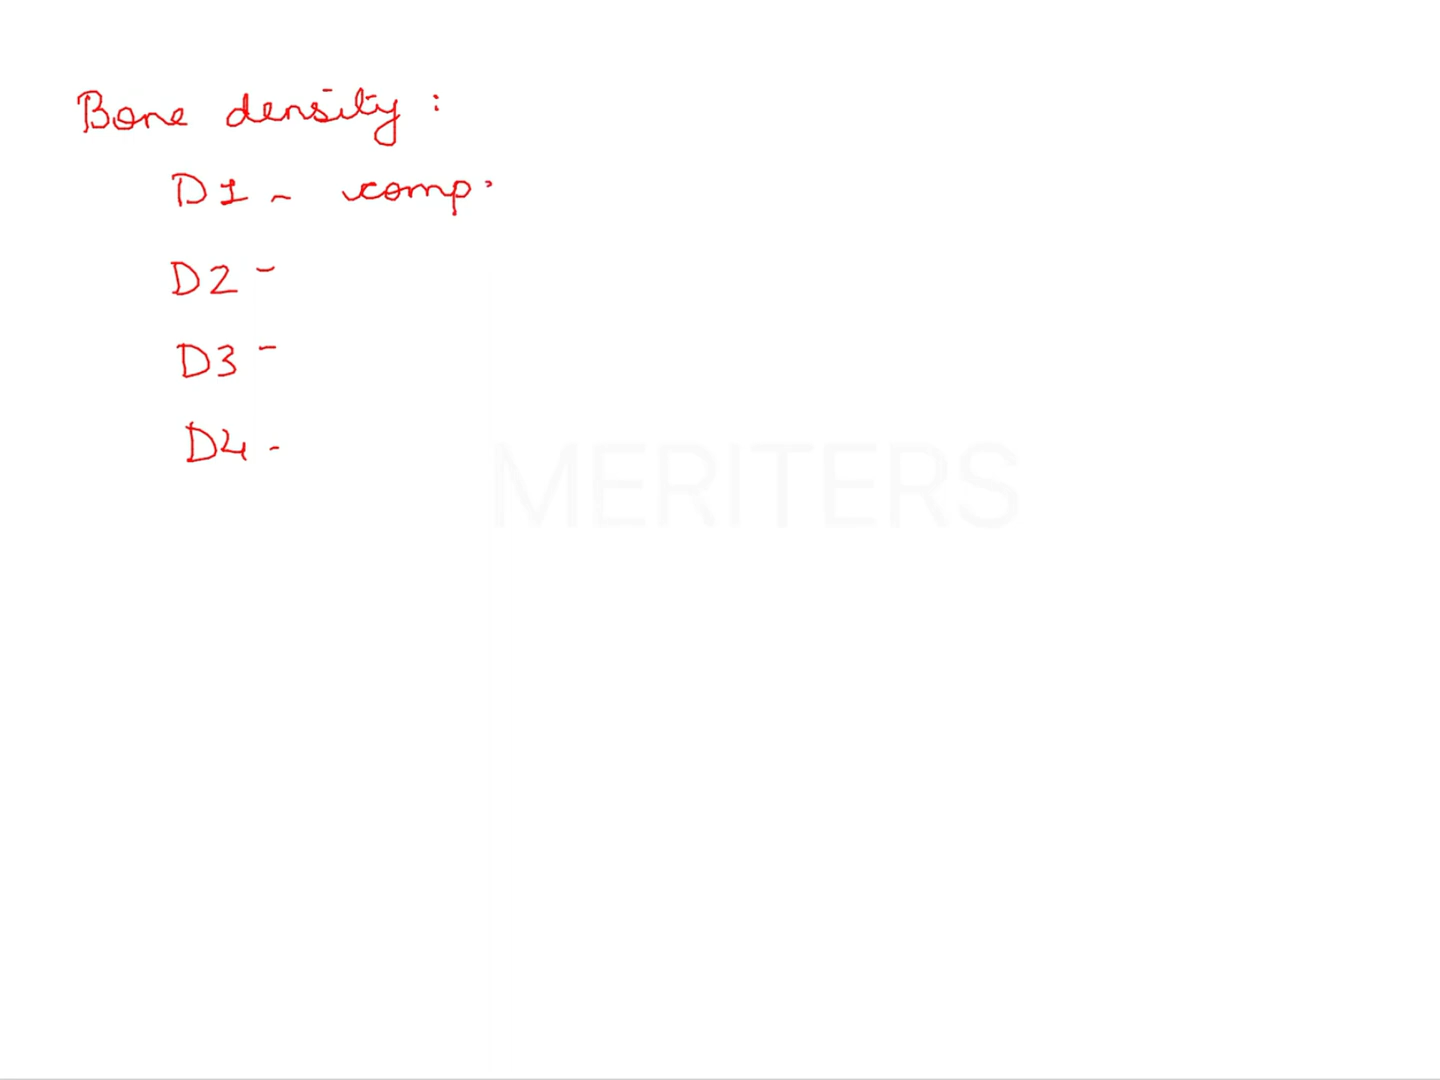 Bone density :
D1 - comp.
D2 -
D3 -
D4 -
MERITERS